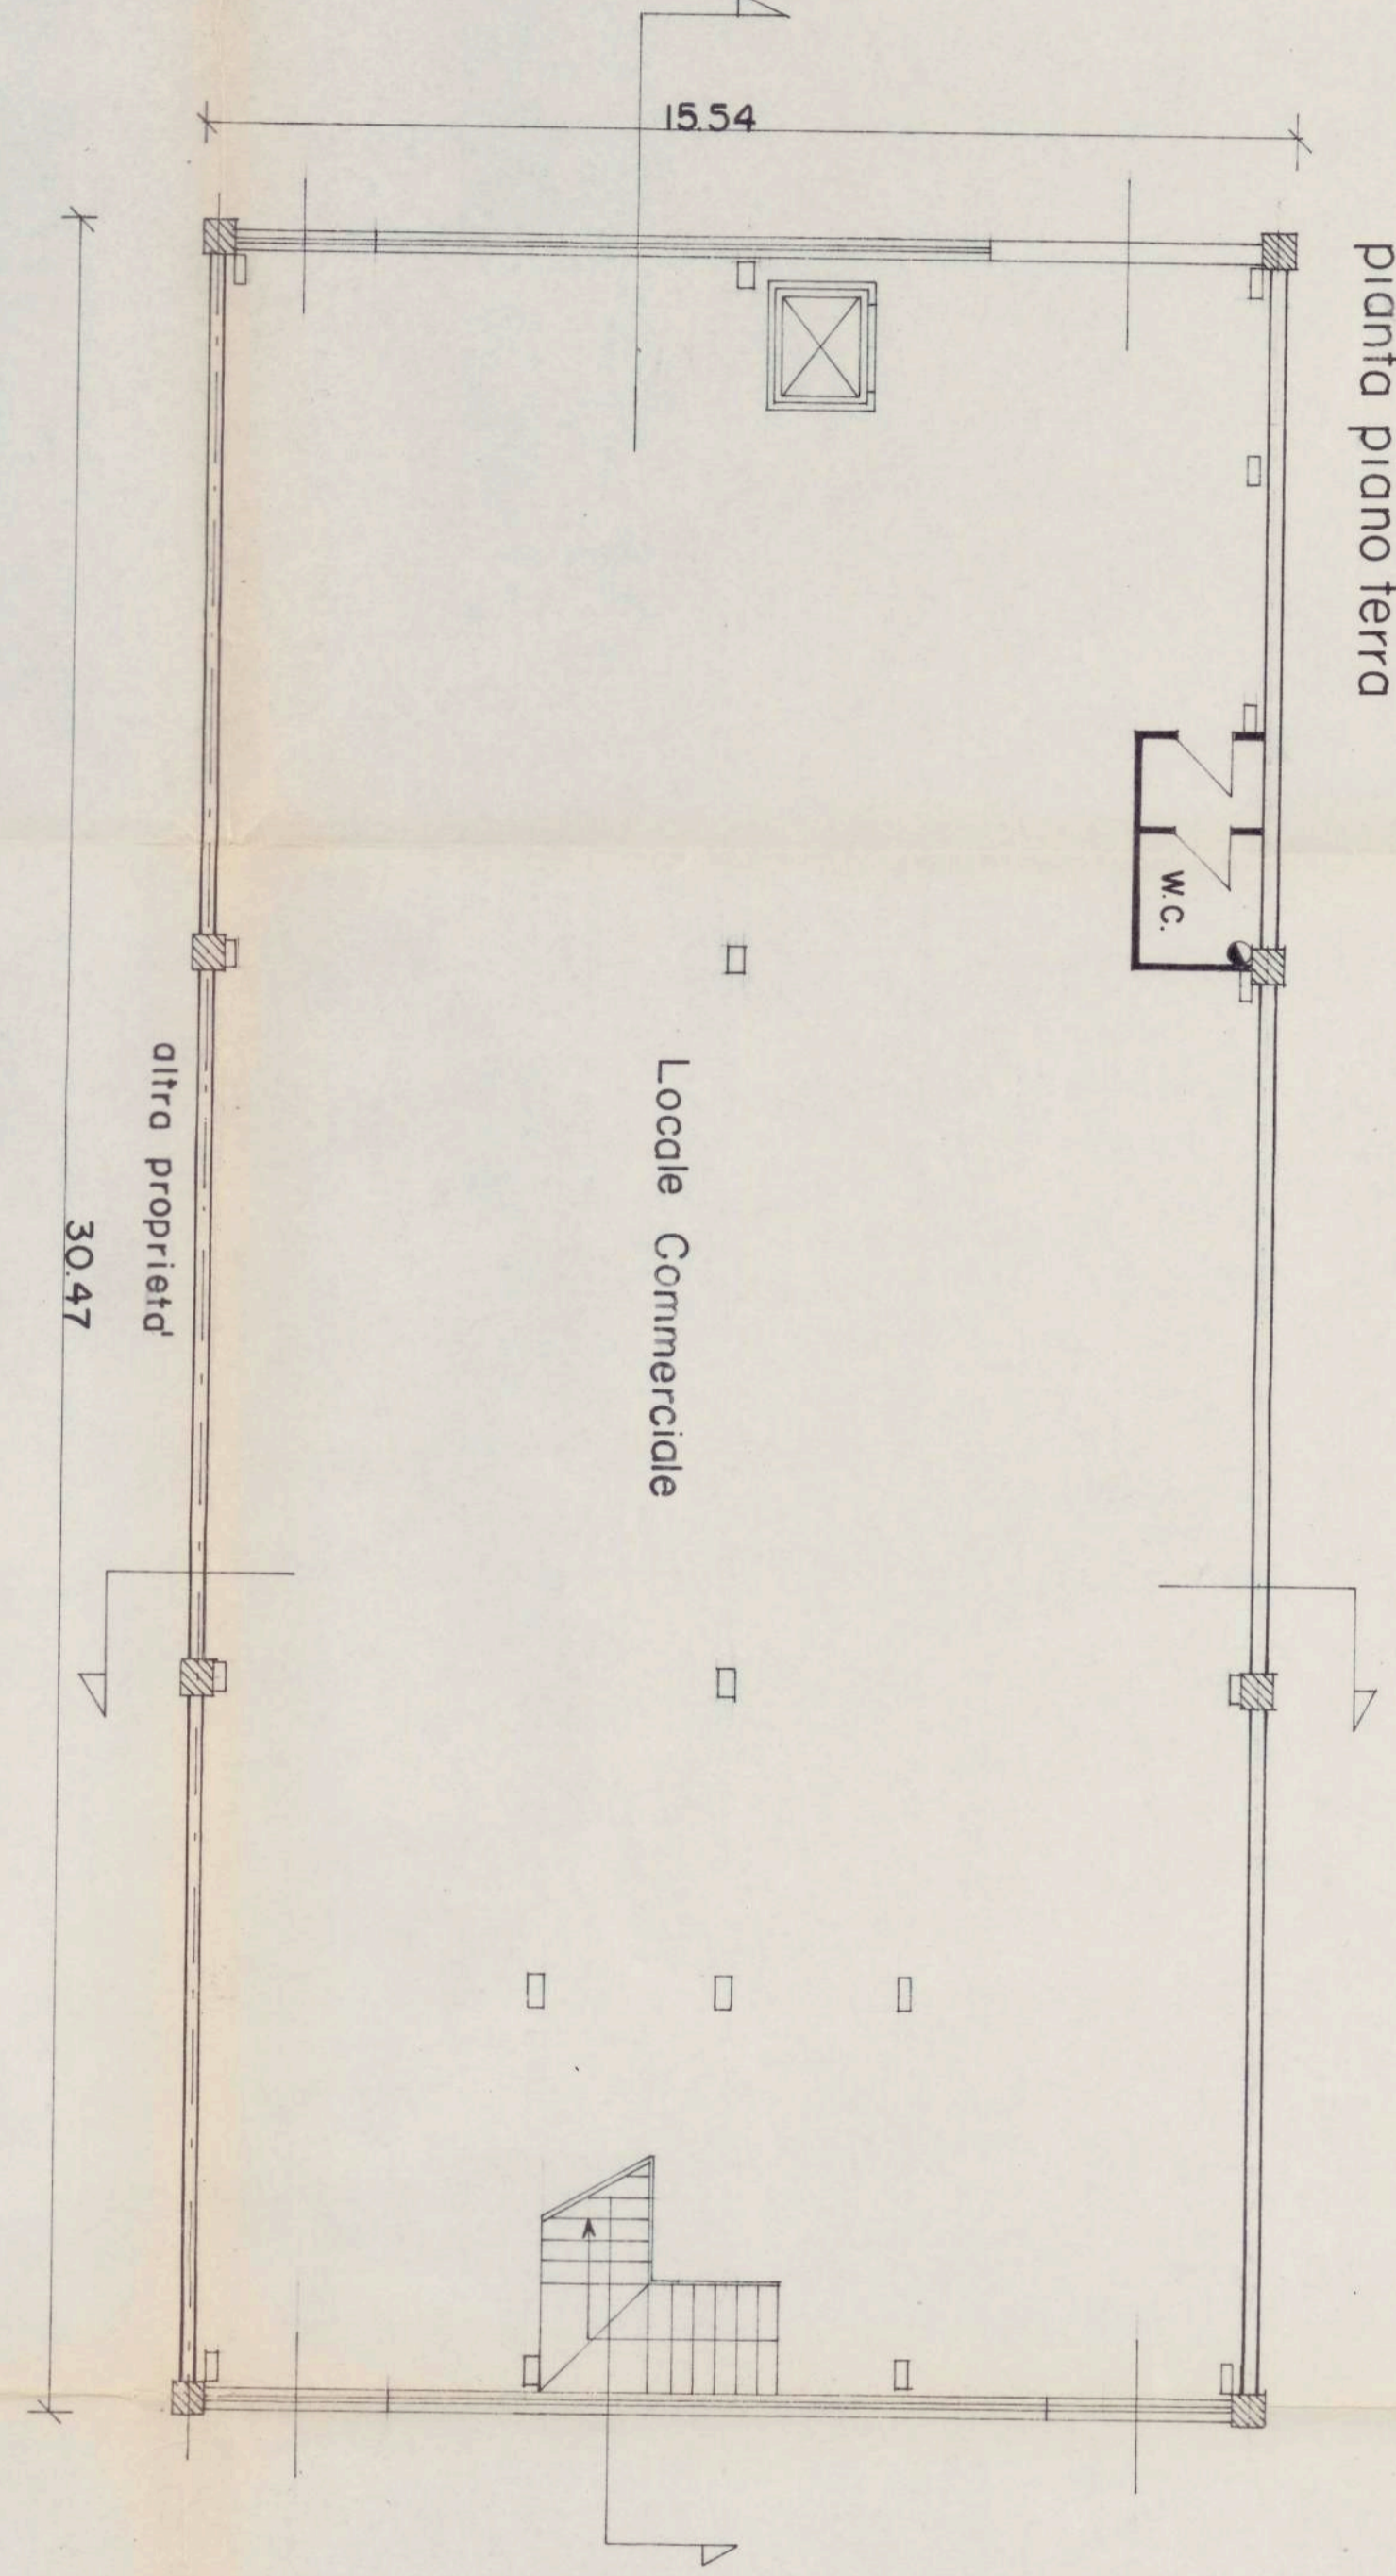 15.54
pianta piano terra
W.C.
Locale Commerciale
altra proprieta'
30.47